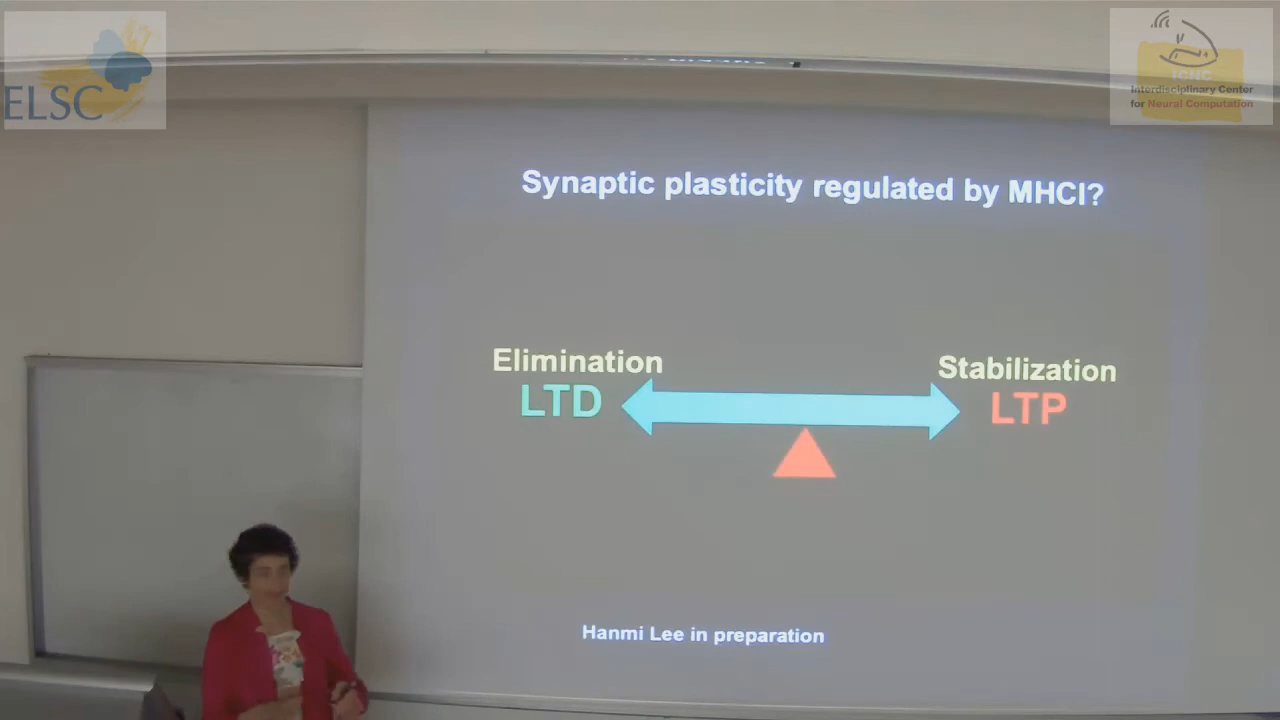 ELSC
ICNC
Interdisciplinary Center
for Neural Computation
Synaptic plasticity regulated by MHCI?
Elimination
LTD
Stabilization
LTP
Hanmi Lee in preparation